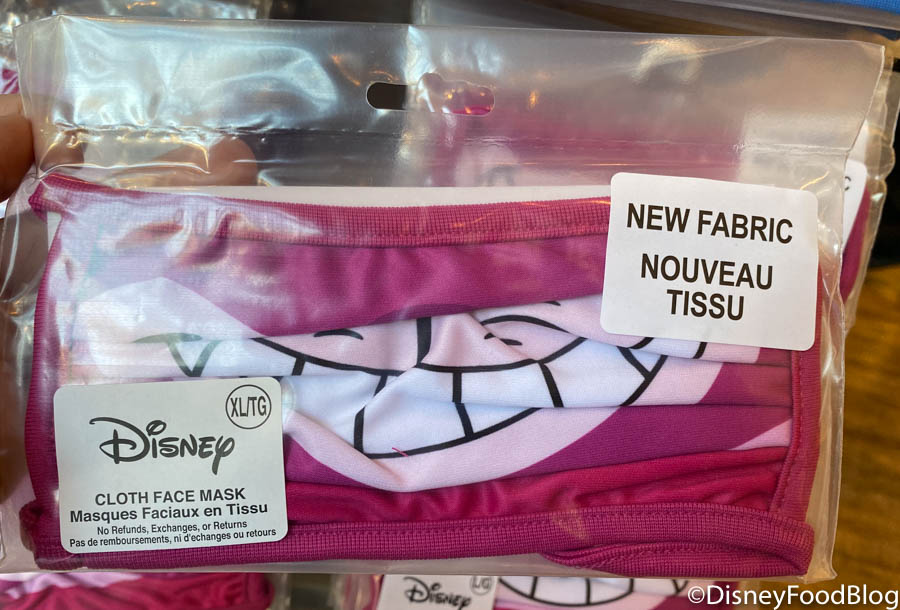 NEW FABRIC
NOUVEAU
TISSU
XL/TG
Disney
CLOTH FACE MASK
Masques Faciaux en Tissu
No Refunds, Exchanges, or Returns
Pas de remboursements, ni d'echanges ou retours
Disney
L/G
©DisneyFoodBlog